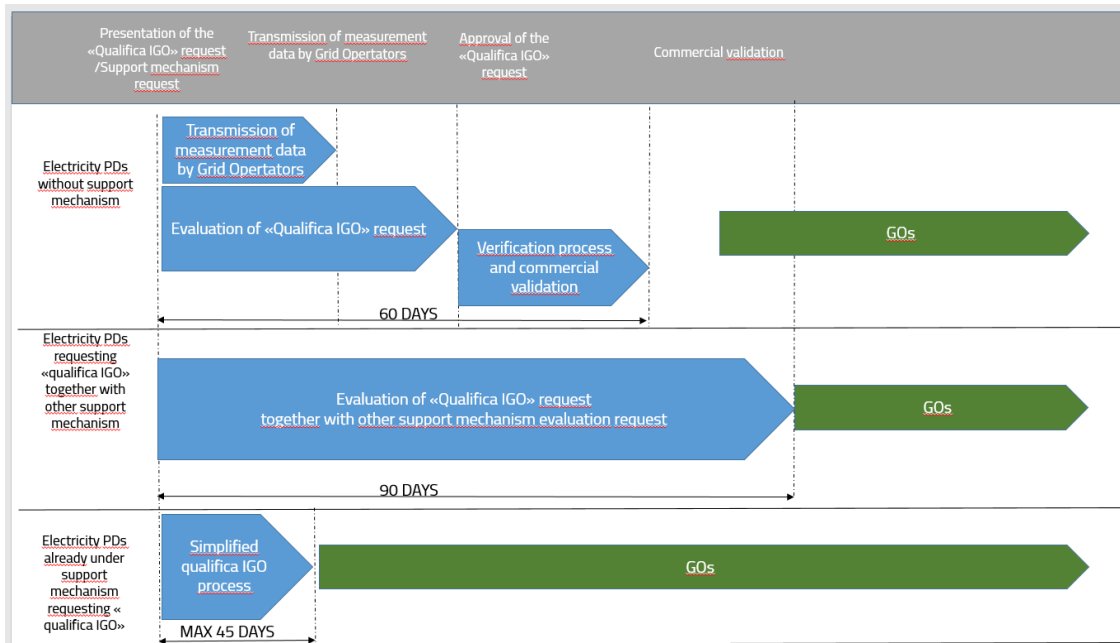 Presentation of the
«Qualifica IGO» request
/Support mechanism
request
Transmission of measurement
data by Grid Opertators
Approval of the
«Qualifica IGO»
request
Commercial validation
Electricity PDs
without support
mechanism
Transmission of
measurement data
by Grid Opertators
Evaluation of «Qualifica IGO» request
Verification process
and commercial
validation
GOs
60 DAYS
Electricity PDs
requesting
«qualifica IGO»
together with
other support
mechanism
Evaluation of «Qualifica IGO» request
together with other support mechanism evaluation request
GOs
90 DAYS
Electricity PDs
already under
support
mechanism
requesting «
qualifica IGO»
Simplified
qualifica IGO
process
GOs
MAX 45 DAYS